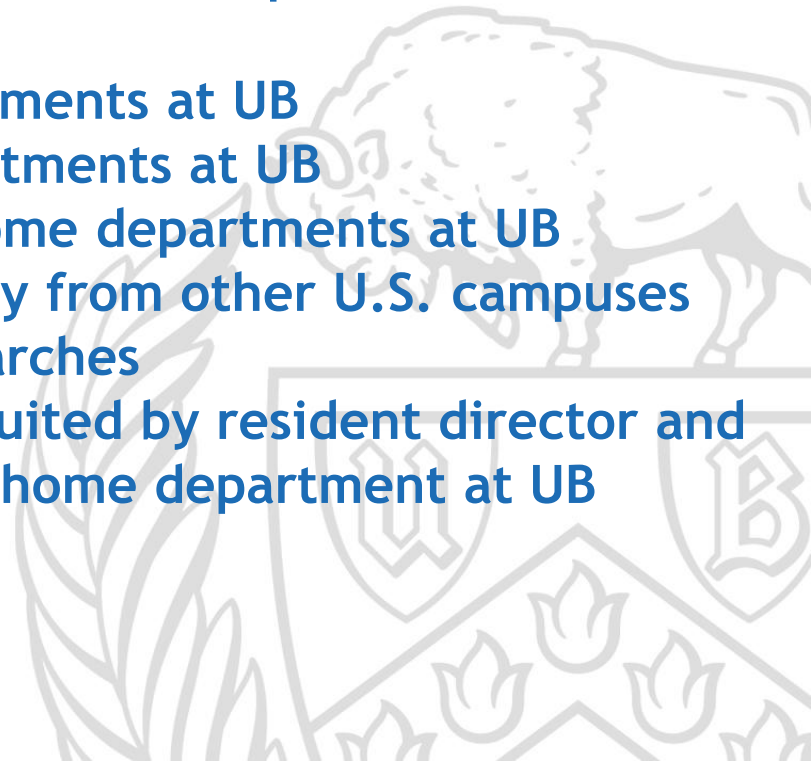 ments at UB
tments at UB
ome departments at UB
y from other U.S. campuses
arches
uited by resident director and
home department at UB
U B